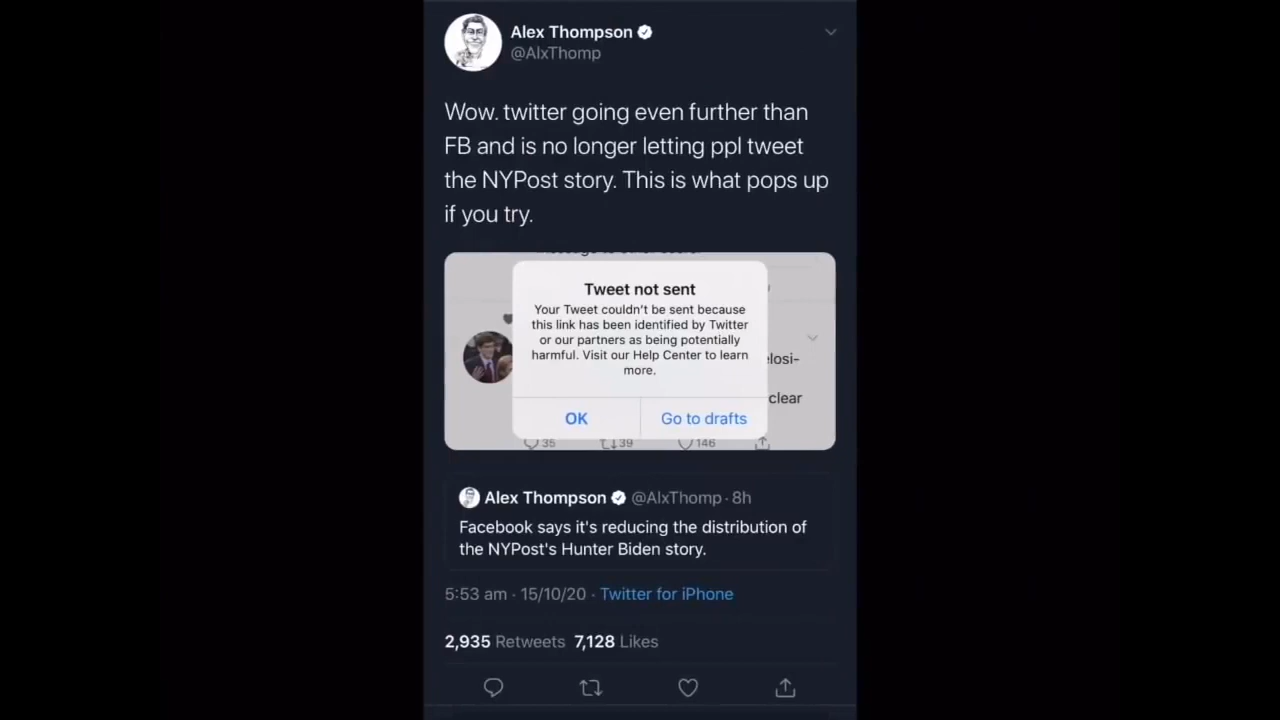 Alex Thompson
@AlxThomp
Wow. twitter going even further than
FB and is no longer letting ppl tweet
the NYPost story. This is what pops up
if you try.
Tweet not sent
Your Tweet couldn't be sent because
this link has been identified by Twitter
or our partners as being potentially
harmful. Visit our Help Center to learn
more.
elosi-
clear
OK
Go to drafts
35
39
146
Alex Thompson @AlxThomp · 8h
Facebook says it's reducing the distribution of
the NYPost's Hunter Biden story.
5:53 am · 15/10/20 · Twitter for iPhone
2,935 Retweets 7,128 Likes